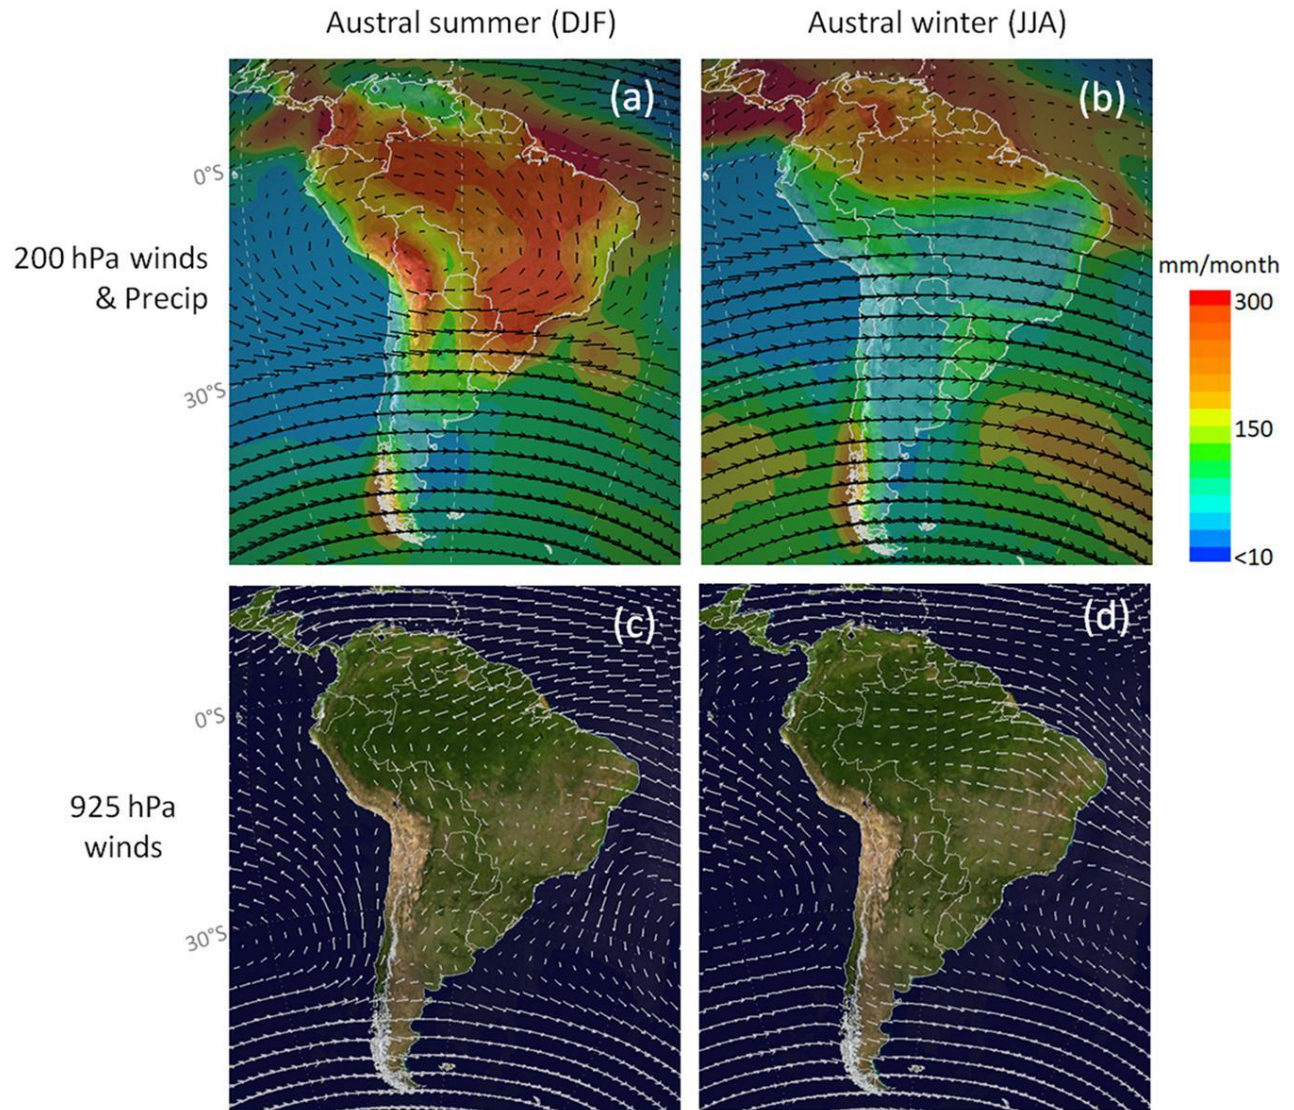 Austral summer (DJF)
Austral winter (JJA)
(a)
(b)
0°S
200 hPa winds
& Precip
30°S
mm/month
300
150
<10
(c)
(d)
0°S
925 hPa
winds
30°S